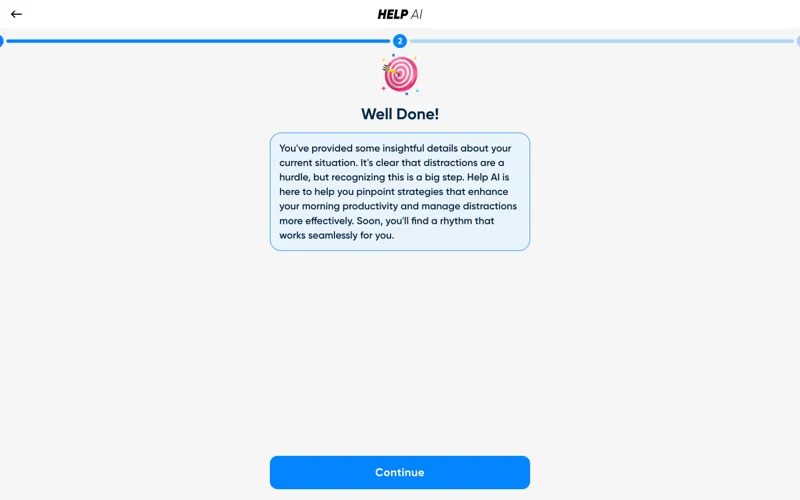 HELP AI
2
Well Done!
You've provided some insightful details about your
current situation. It's clear that distractions are a
hurdle, but recognizing this is a big step. Help AI is
here to help you pinpoint strategies that enhance
your morning productivity and manage distractions
more effectively. Soon, you'll find a rhythm that
works seamlessly for you.
Continue